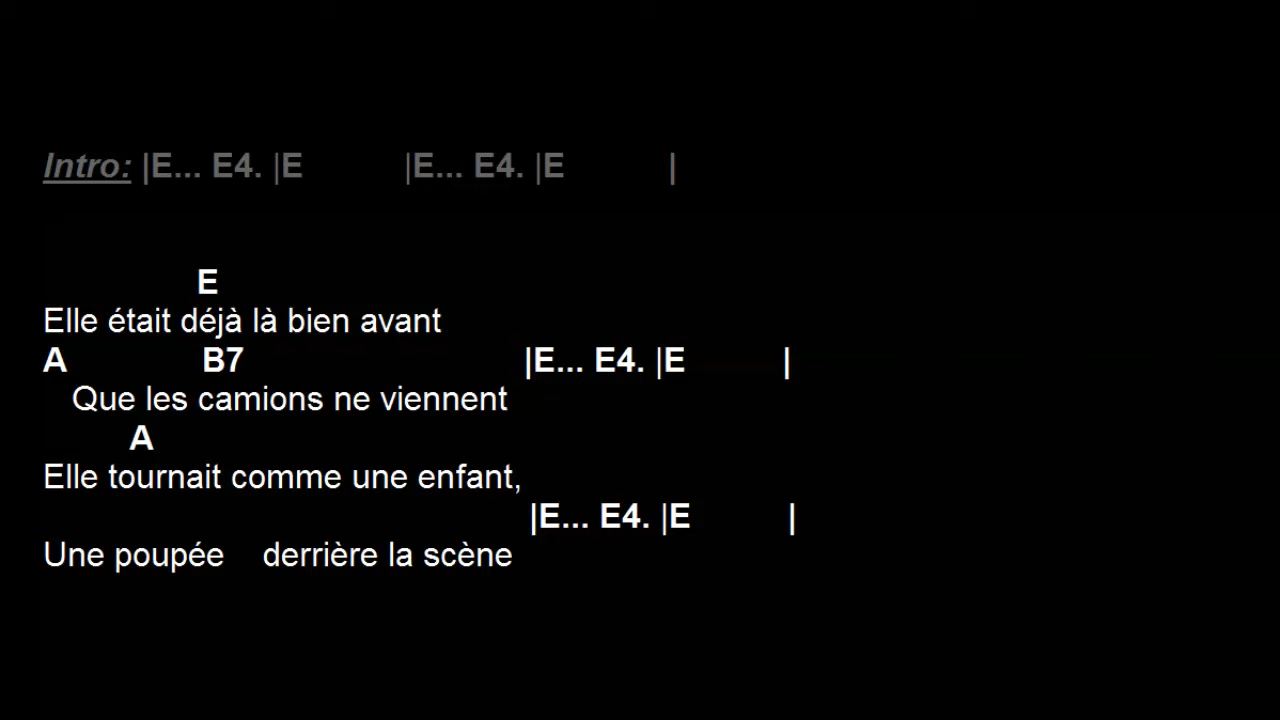 Intro: |E... E4. |E |E... E4. |E |
E
Elle était déjà là bien avant
A B7 |E... E4. |E |
Que les camions ne viennent
A
Elle tournait comme une enfant,
|E... E4. |E |
Une poupée derrière la scène